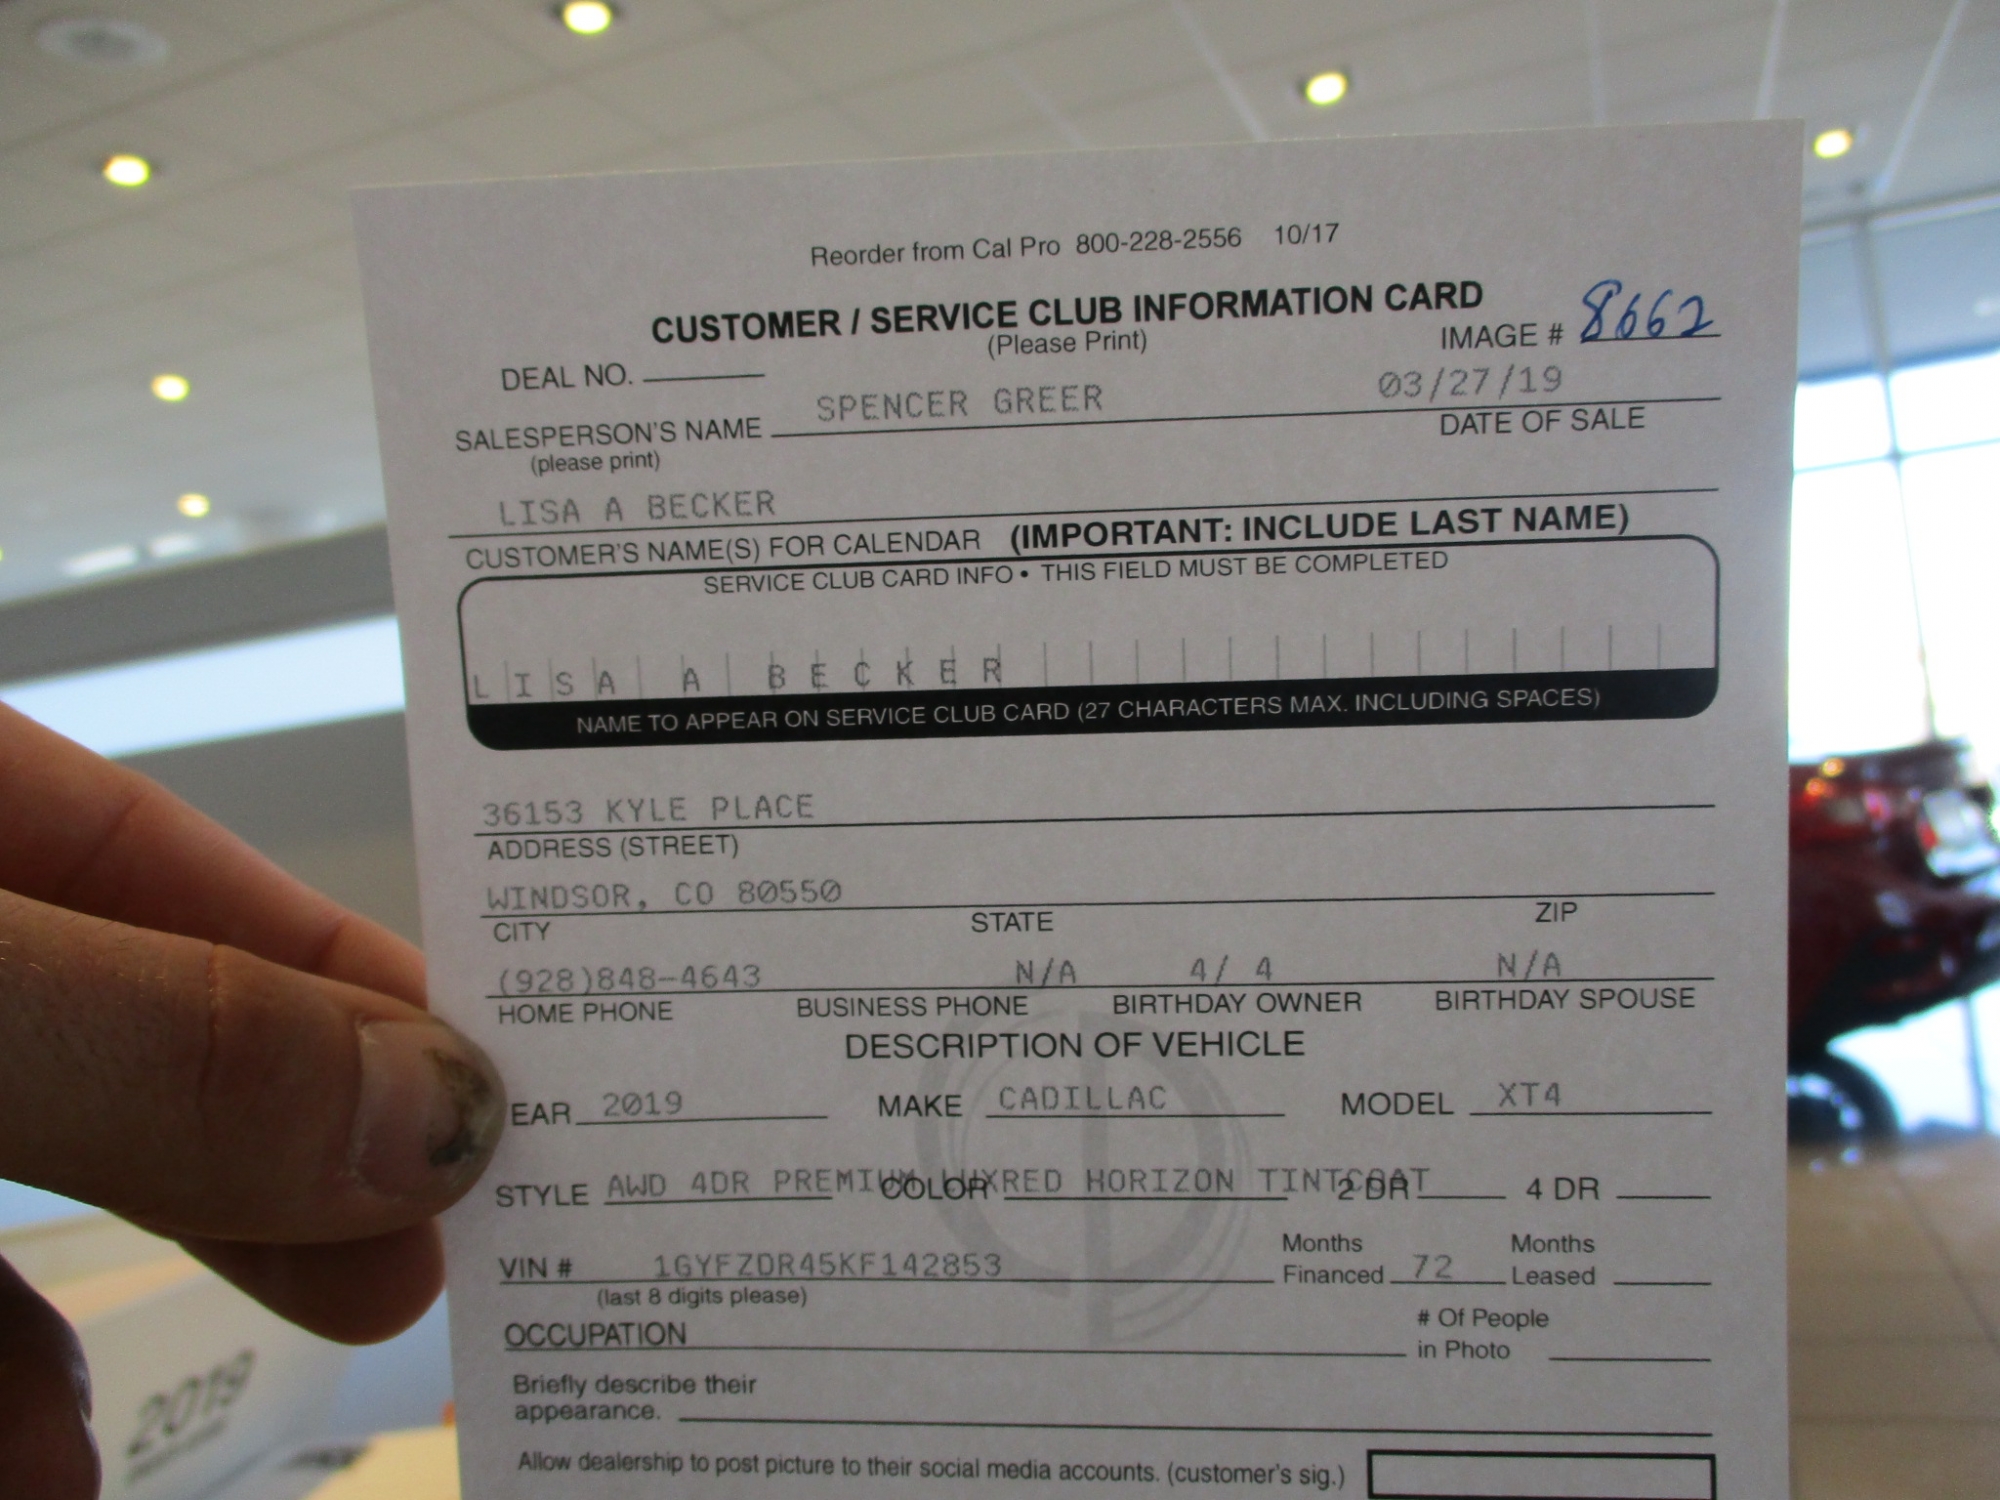 Reorder from Cal Pro 800-228-2556 10/17
CUSTOMER / SERVICE CLUB INFORMATION CARD
(Please Print)
IMAGE # 8662
DEAL NO.
SPENCER GREER 03/27/19
SALESPERSON'S NAME DATE OF SALE
(please print)
LISA A BECKER
CUSTOMER'S NAME(S) FOR CALENDAR (IMPORTANT: INCLUDE LAST NAME)
SERVICE CLUB CARD INFO • THIS FIELD MUST BE COMPLETED
LISA A BECKER
NAME TO APPEAR ON SERVICE CLUB CARD (27 CHARACTERS MAX. INCLUDING SPACES)
36153 KYLE PLACE
ADDRESS (STREET)
WINDSOR, CO 80550
CITY STATE ZIP
(928)848-4643 N/A 4/ 4 N/A
HOME PHONE BUSINESS PHONE BIRTHDAY OWNER BIRTHDAY SPOUSE
DESCRIPTION OF VEHICLE
EAR 2019 MAKE CADILLAC MODEL XT4
STYLE AWD 4DR PREMIUM LUX COLOR RED HORIZON TINTCOAT 2 DR 4 DR
VIN # 1GYFZDR45KF142853 Months Financed 72 Months Leased
(last 8 digits please)
OCCUPATION # Of People in Photo
Briefly describe their
appearance.
Allow dealership to post picture to their social media accounts. (customer's sig.)
2019